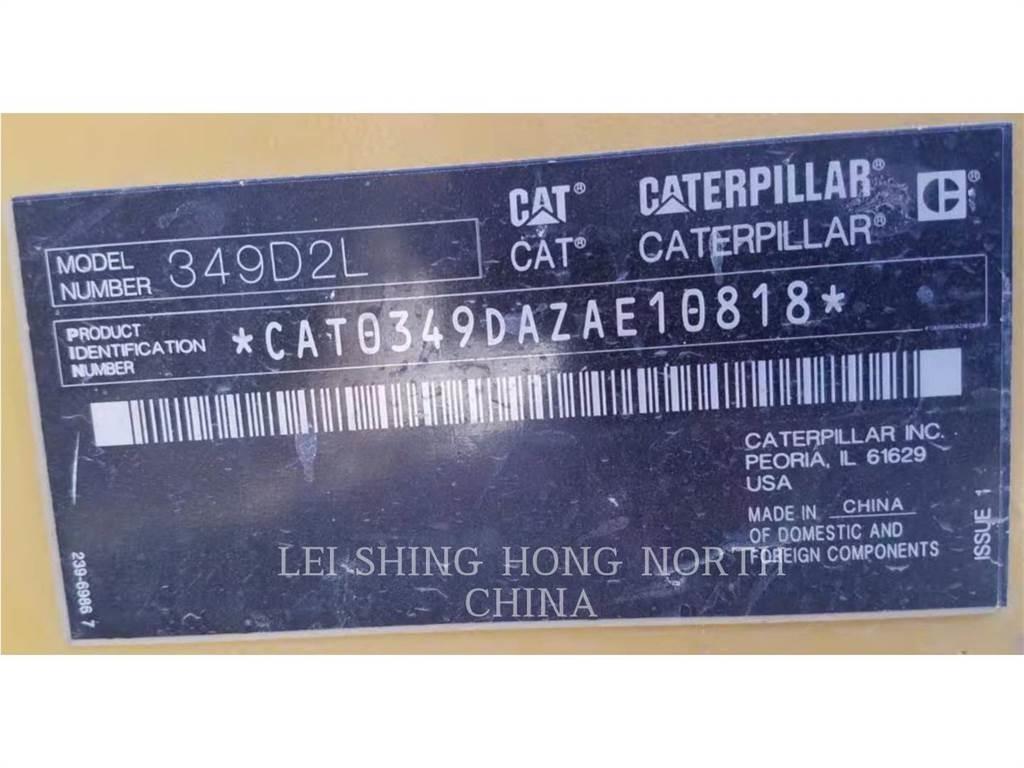 CAT® CATERPILLAR® ®
CAT® CATERPILLAR®
MODEL
NUMBER 349D2L
PRODUCT
IDENTIFICATION
NUMBER
*CAT0349DAZAE10818*
CATERPILLAR INC.
PEORIA, IL 61629
USA
MADE IN CHINA
OF DOMESTIC AND
FOREIGN COMPONENTS
ISSUE 1
239-6986 7
LEI SHING HONG NORTH
CHINA